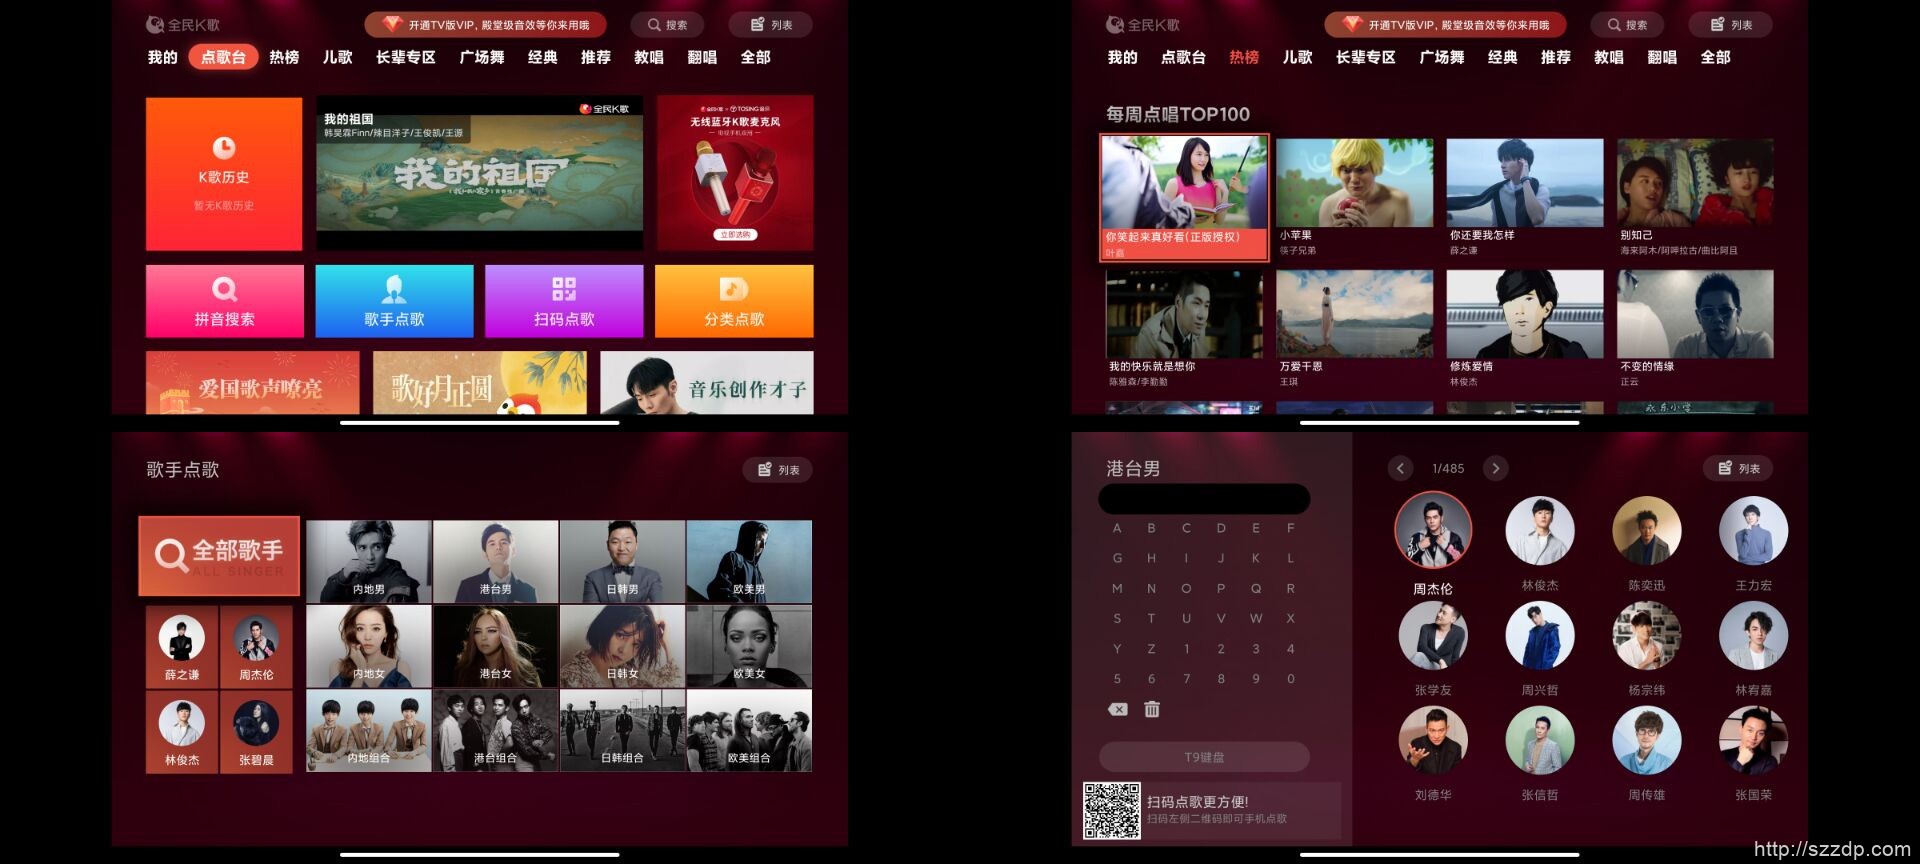 全民K歌
开通TV版VIP, 殿堂级音效等你来用哦
搜索
列表
我的 点歌台 热榜 儿歌 长辈专区 广场舞 经典 推荐 教唱 翻唱 全部
K歌历史
暂无K歌历史
我的祖国
韩昊霖Finn/辣目洋子/王俊凯/王源
全民K歌
我的祖国
全民K歌 × TOSING
无线蓝牙K歌麦克风
立即选购
拼音搜索
歌手点歌
扫码点歌
分类点歌
爱国歌声嘹亮
歌好月正圆
音乐创作才子
全民K歌
开通TV版VIP, 殿堂级音效等你来用哦
搜索
列表
我的 点歌台 热榜 儿歌 长辈专区 广场舞 经典 推荐 教唱 翻唱 全部
每周点唱TOP100
你笑起来真好看(正版授权)
叶嘉
小苹果
筷子兄弟
你还要我怎样
薛之谦
别知己
海来阿木/阿呷拉古/曲比阿且
我的快乐就是想你
陈雅森/李勤勤
万爱千恩
王琪
修炼爱情
林俊杰
不变的情缘
正云
永东小学
歌手点歌
列表
全部歌手
ALL SINGER
薛之谦
周杰伦
林俊杰
张碧晨
内地男
港台男
日韩男
欧美男
内地女
港台女
日韩女
欧美女
内地组合
港台组合
日韩组合
欧美组合
港台男
A B C D E F
G H I J K L
M N O P Q R
S T U V W X
Y Z 1 2 3 4
5 6 7 8 9 0
T9键盘
扫码点歌更方便!
扫码左侧二维码即可手机点歌
1/485
列表
周杰伦
林俊杰
陈奕迅
王力宏
张学友
周兴哲
杨宗纬
林宥嘉
刘德华
张信哲
周传雄
张国荣
http://szzdp.com